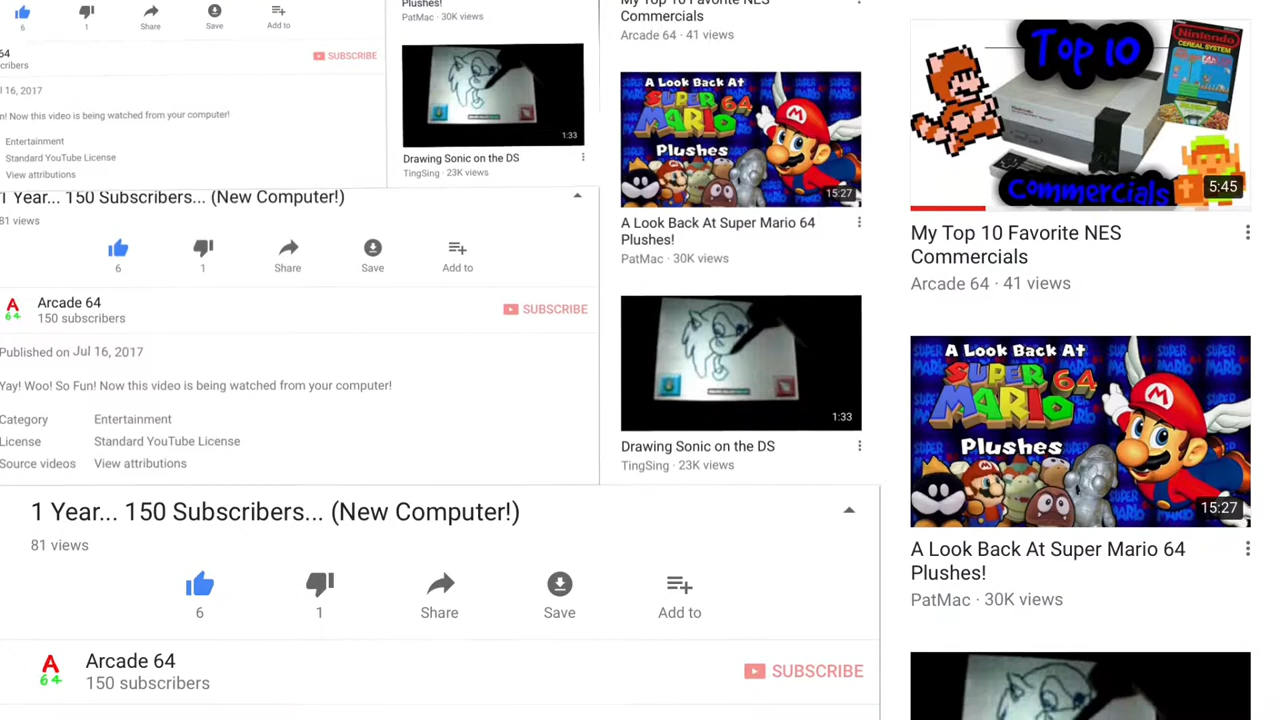 6
1
Share
Save
Add to
64
SUBSCRIBE
Jul 16, 2017
Now this video is being watched from your computer!
Entertainment
Standard YouTube License
View attributions
Plushes!
PatMac · 30K views
1:33
Drawing Sonic on the DS
TingSing · 23K views
1 Year... 150 Subscribers... (New Computer!)
81 views
6
1
Share
Save
Add to
A
64
Arcade 64
150 subscribers
SUBSCRIBE
Published on Jul 16, 2017
Yay! Woo! So Fun! Now this video is being watched from your computer!
Category Entertainment
License Standard YouTube License
Source videos View attributions
My Top 10 Favorite NES
Commercials
Arcade 64 · 41 views
A Look Back At
SUPER
MARIO 64
Plushes
15:27
A Look Back At Super Mario 64
Plushes!
PatMac · 30K views
1:33
Drawing Sonic on the DS
TingSing · 23K views
1 Year... 150 Subscribers... (New Computer!)
81 views
6
1
Share
Save
Add to
A
64
Arcade 64
150 subscribers
SUBSCRIBE
Top 10
Nintendo
CEREAL SYSTEM
Commercials
5:45
My Top 10 Favorite NES
Commercials
Arcade 64 · 41 views
A Look Back At
SUPER
MARIO 64
Plushes
15:27
A Look Back At Super Mario 64
Plushes!
PatMac · 30K views